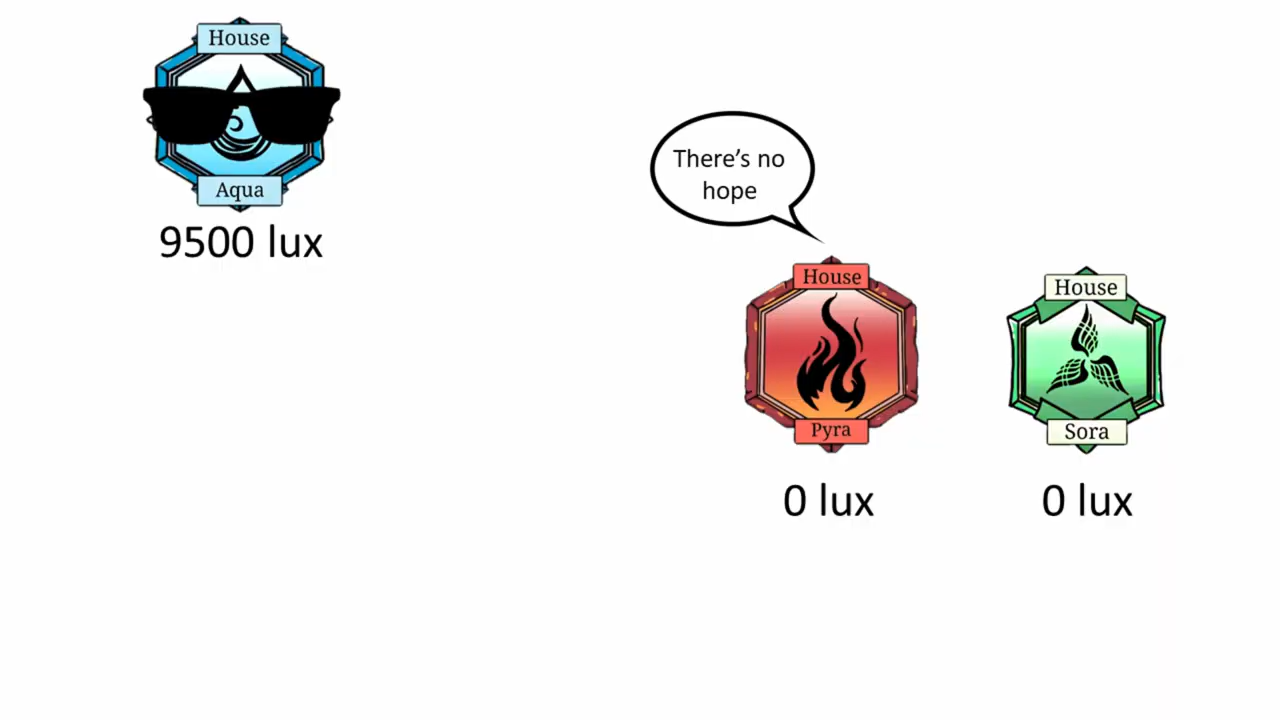 House
Aqua
9500 lux
There's no
hope
House
Pyra
0 lux
House
Sora
0 lux